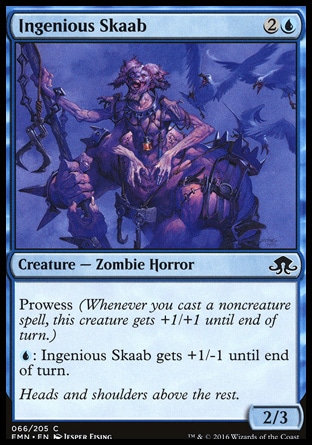 Ingenious Skaab 2
Creature — Zombie Horror
Prowess (Whenever you cast a noncreature
spell, this creature gets +1/+1 until end of
turn.)
: Ingenious Skaab gets +1/-1 until end
of turn.
Heads and shoulders above the rest.
066/205 C
EMN • EN Jesper Ejsing
2/3
™ & © 2016 Wizards of the Coast